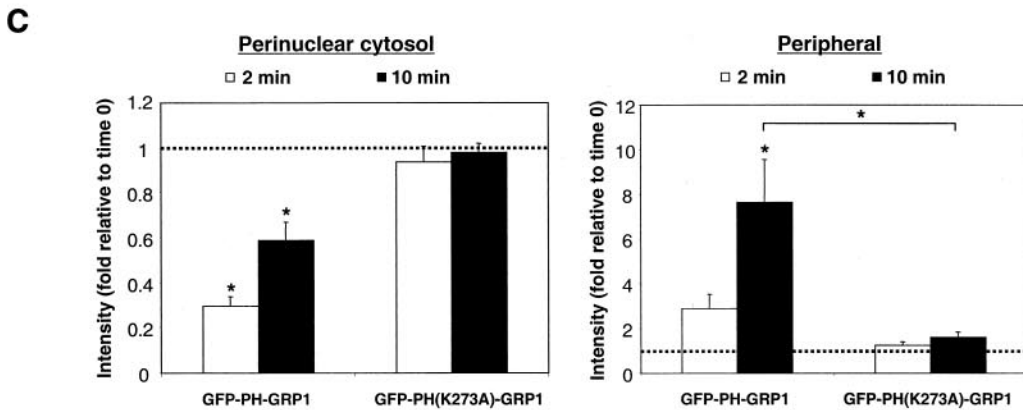 C
Perinuclear cytosol
2 min 10 min
Intensity (fold relative to time 0)
1.2
1
0.8
0.6
0.4
0.2
0
*
*
GFP-PH-GRP1 GFP-PH(K273A)-GRP1
Peripheral
2 min 10 min
Intensity (fold relative to time 0)
12
10
8
6
4
2
0
*
*
GFP-PH-GRP1 GFP-PH(K273A)-GRP1